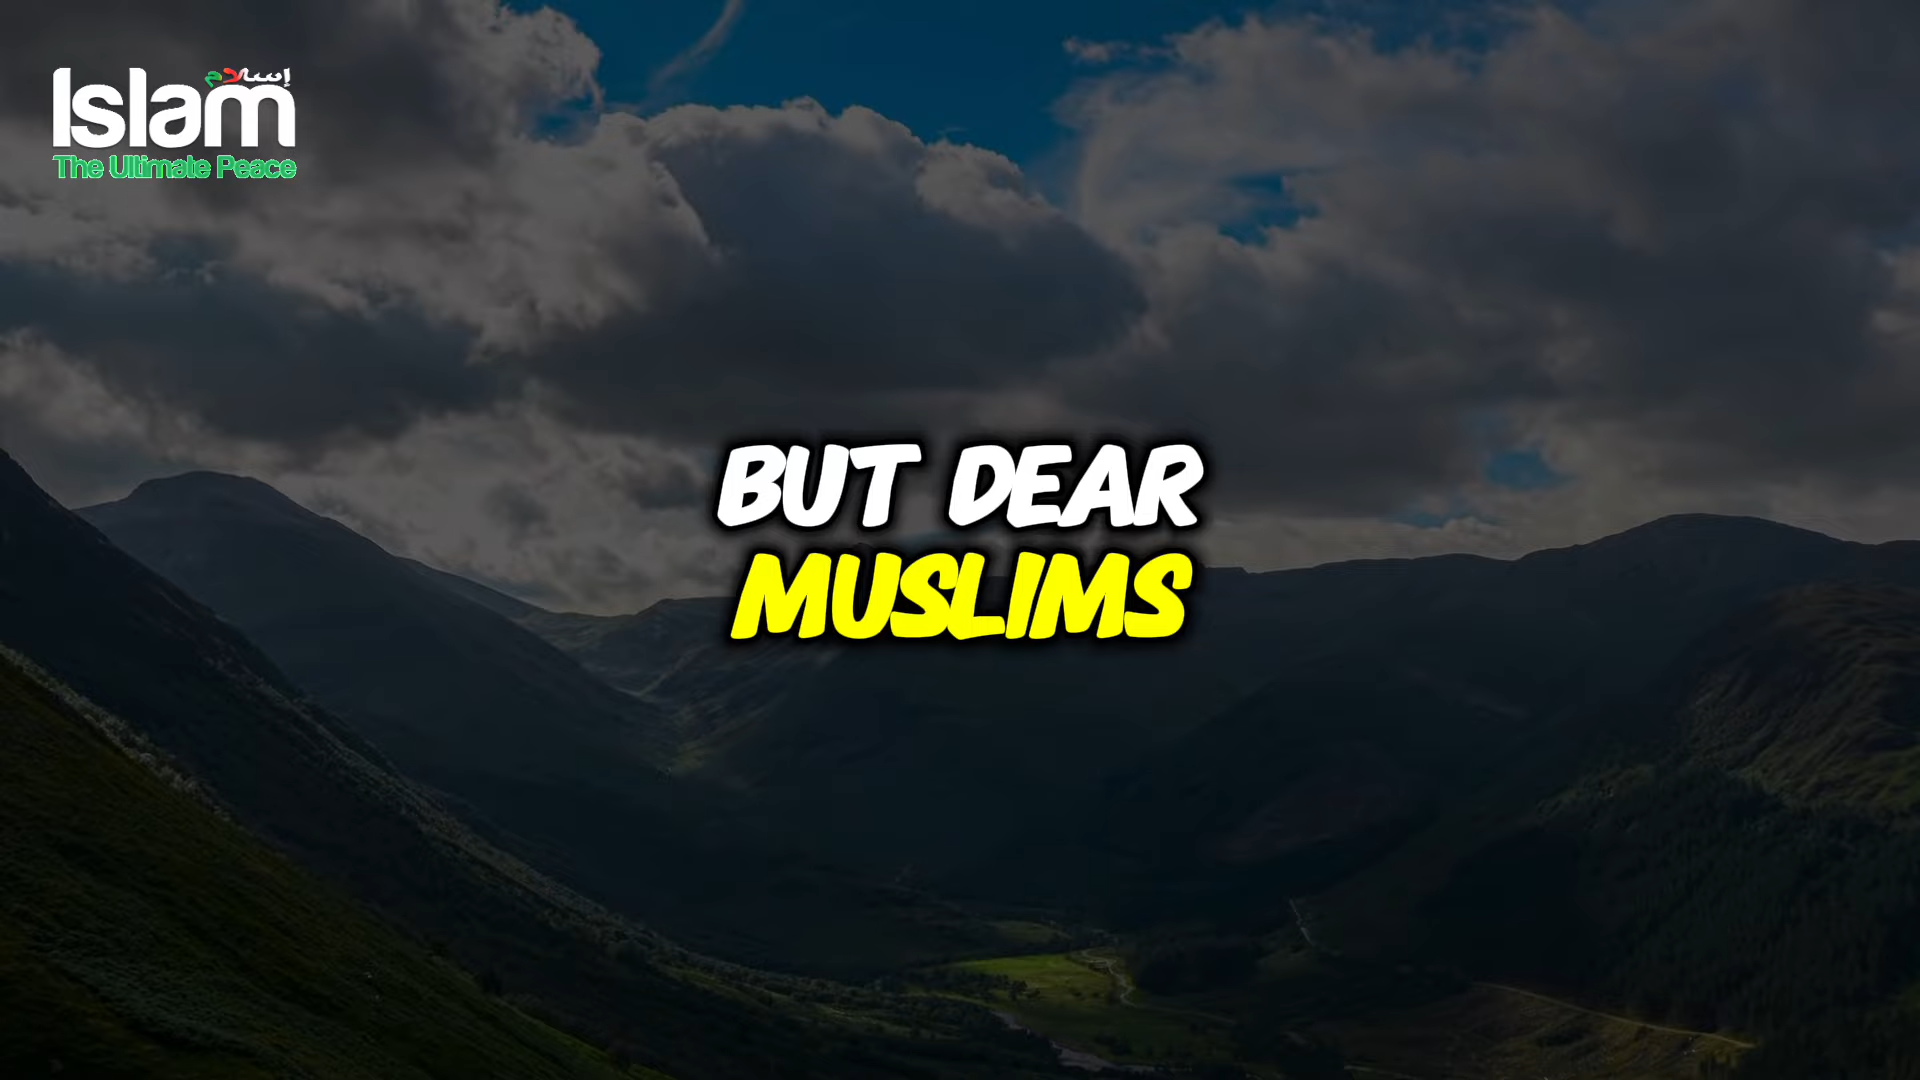 إسلام
Islam
The Ultimate Peace
BUT DEAR
MUSLIMS